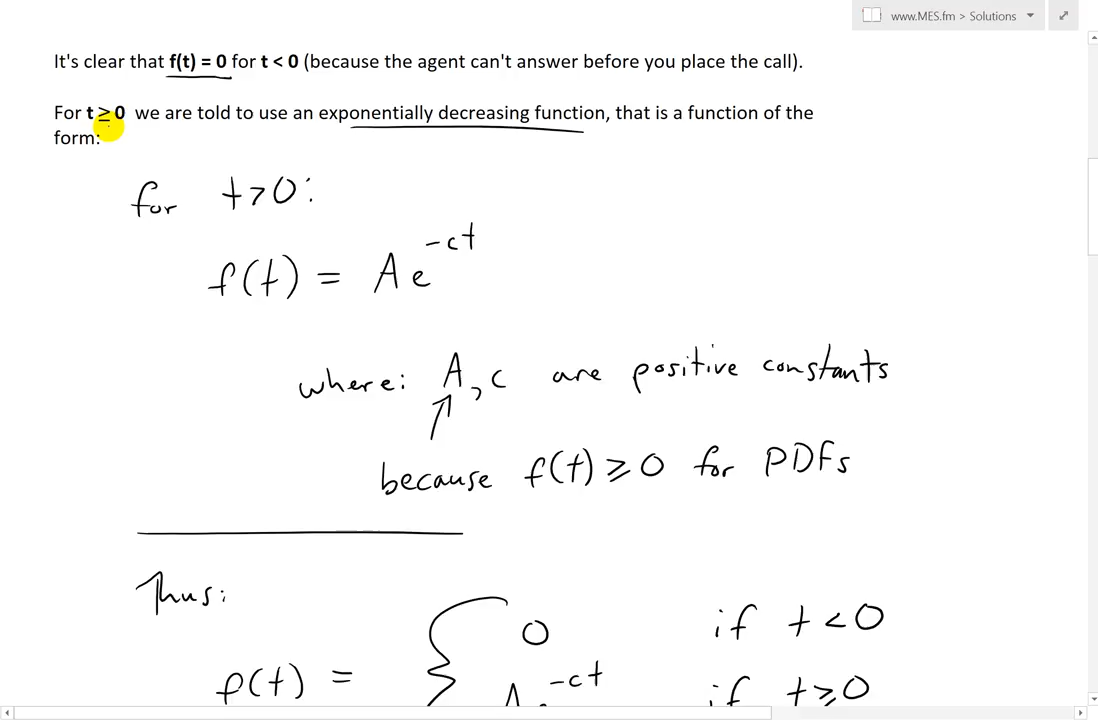 www.MES.fm > Solutions
It's clear that f(t) = 0 for t < 0 (because the agent can't answer before you place the call).
For t ≥ 0 we are told to use an exponentially decreasing function, that is a function of the
form:
for t>0:
f(t) = Ae^{-ct}
where: A, c are positive constants
because f(t) ⩾ 0 for PDFs
Thus:
0 if t < 0
f(t) = { Ae^{-ct} if t ⩾ 0